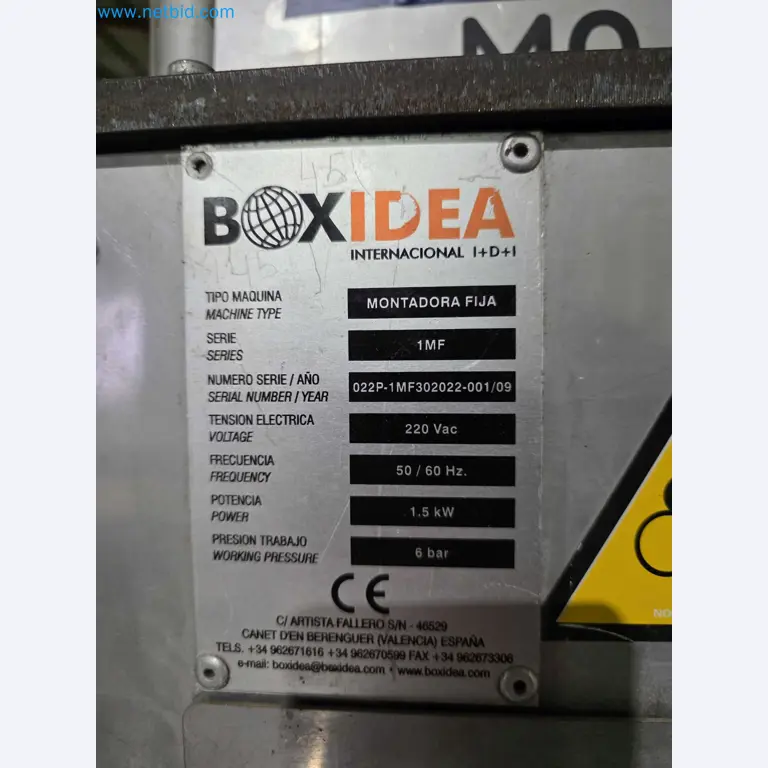 www.netbid.com
MO
BOXIDEA
INTERNACIONAL I+D+I
TIPO MAQUINA
MACHINE TYPE
MONTADORA FIJA
SERIE
SERIES
1MF
NUMERO SERIE / AÑO
SERIAL NUMBER / YEAR
022P-1MF302022-001/09
TENSION ELECTRICA
VOLTAGE
220 Vac
FRECUENCIA
FREQUENCY
50 / 60 Hz.
POTENCIA
POWER
1.5 kW
PRESION TRABAJO
WORKING PRESSURE
6 bar
CE
C/ ARTISTA FALLERO S/N - 46529
CANET D'EN BERENGUER (VALENCIA) ESPAÑA
TELS. +34 962671616 +34 962670599 FAX +34 962673306
e-mail: boxidea@boxidea.com · www.boxidea.com
NO